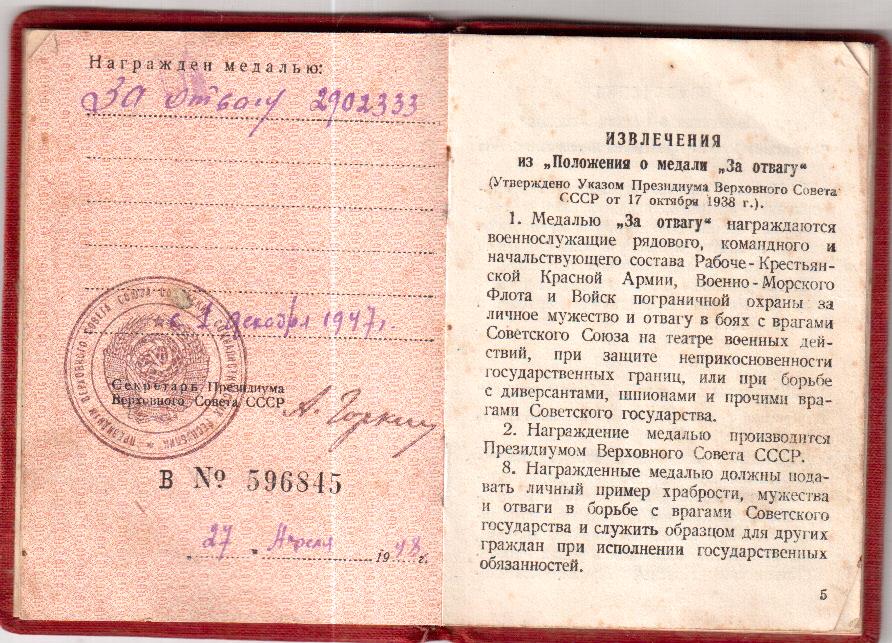 Награжден медалью:
За отвагу 2902333
с 1 декабря 1947 г.
Секретарь Президиума
Верховного Совета СССР
А. Горкин
В № 596845
„27“ Апреля 1948 г.
ИЗВЛЕЧЕНИЯ
из „Положения о медали „За отвагу“
(Утверждено Указом Президиума Верховного Совета
СССР от 17 октября 1938 г.).
1. Медалью „За отвагу“ награждаются
военнослужащие рядового, командного и
начальствующего состава Рабоче-Крестьян-
ской Красной Армии, Военно-Морского
Флота и Войск пограничной охраны за
личное мужество и отвагу в боях с врагами
Советского Союза на театре военных дей-
ствий, при защите неприкосновенности
государственных границ, или при борьбе
с диверсантами, шпионами и прочими вра-
гами Советского государства.
2. Награждение медалью производится
Президиумом Верховного Совета СССР.
8. Награжденные медалью должны пода-
вать личный пример храбрости, мужества
и отваги в борьбе с врагами Советского
государства и служить образцом для других
граждан при исполнении государственных
обязанностей.
5